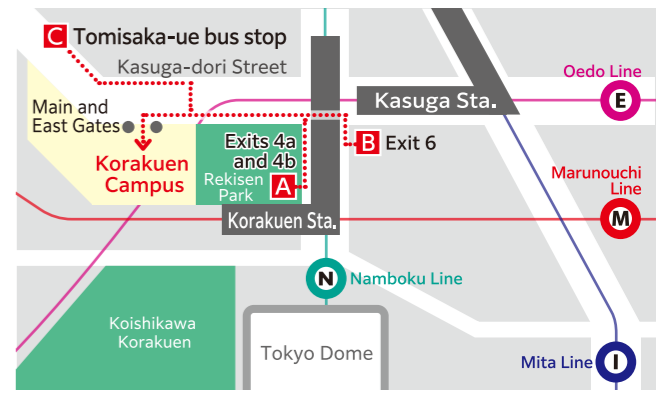 C Tomisaka-ue bus stop
Kasuga-dori Street
Oedo Line
E
Kasuga Sta.
Main and
East Gates
Exits 4a
and 4b
B Exit 6
Korakuen
Campus
Rekisen
Park
A
Marunouchi
Line
M
Korakuen Sta.
N Namboku Line
Koishikawa
Korakuen
Tokyo Dome
Mita Line I